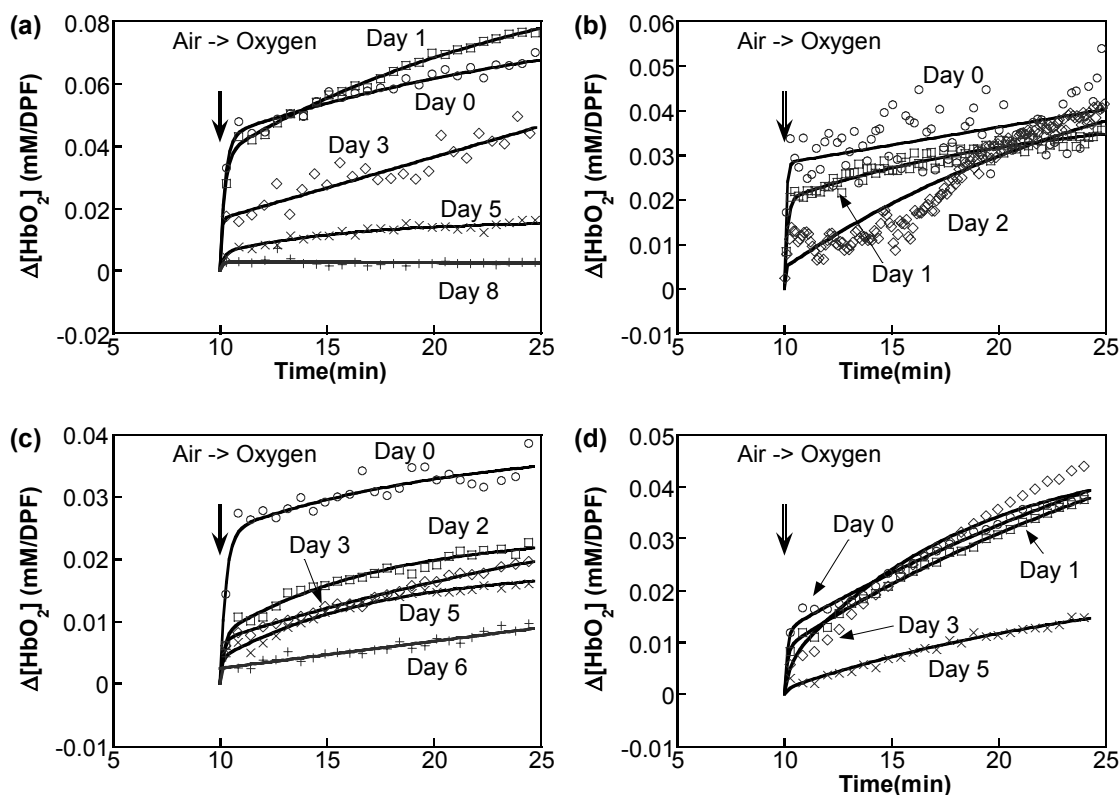 (a)
Air -> Oxygen
Day 1
Day 0
Day 3
Day 5
Day 8
Δ[HbO2] (mM/DPF)
0.08
0.06
0.04
0.02
0
-0.02
5
10
15
20
25
Time(min)
(b)
Air -> Oxygen
Day 0
Day 2
Day 1
Δ[HbO2] (mM/DPF)
0.06
0.05
0.04
0.03
0.02
0.01
0
-0.01
5
10
15
20
25
Time(min)
(c)
Air -> Oxygen
Day 0
Day 2
Day 3
Day 5
Day 6
Δ[HbO2] (mM/DPF)
0.04
0.03
0.02
0.01
0
-0.01
5
10
15
20
25
(d)
Air -> Oxygen
Day 0
Day 1
Day 3
Day 5
Δ[HbO2] (mM/DPF)
0.05
0.04
0.03
0.02
0.01
0.00
-0.01
5
10
15
20
25
Time(min)